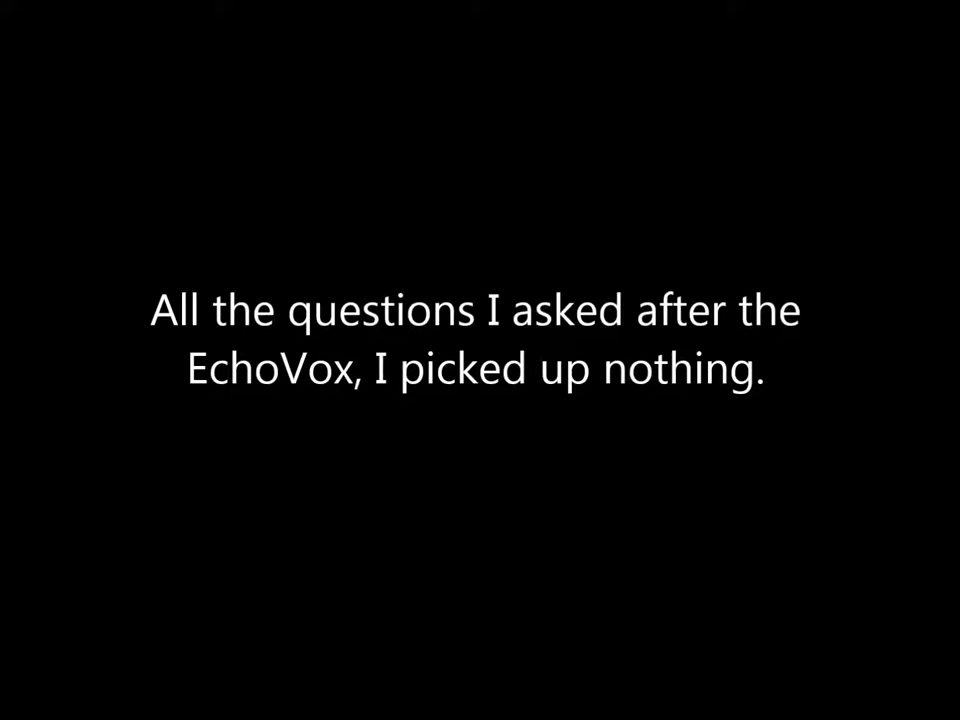 All the questions I asked after the
EchoVox, I picked up nothing.